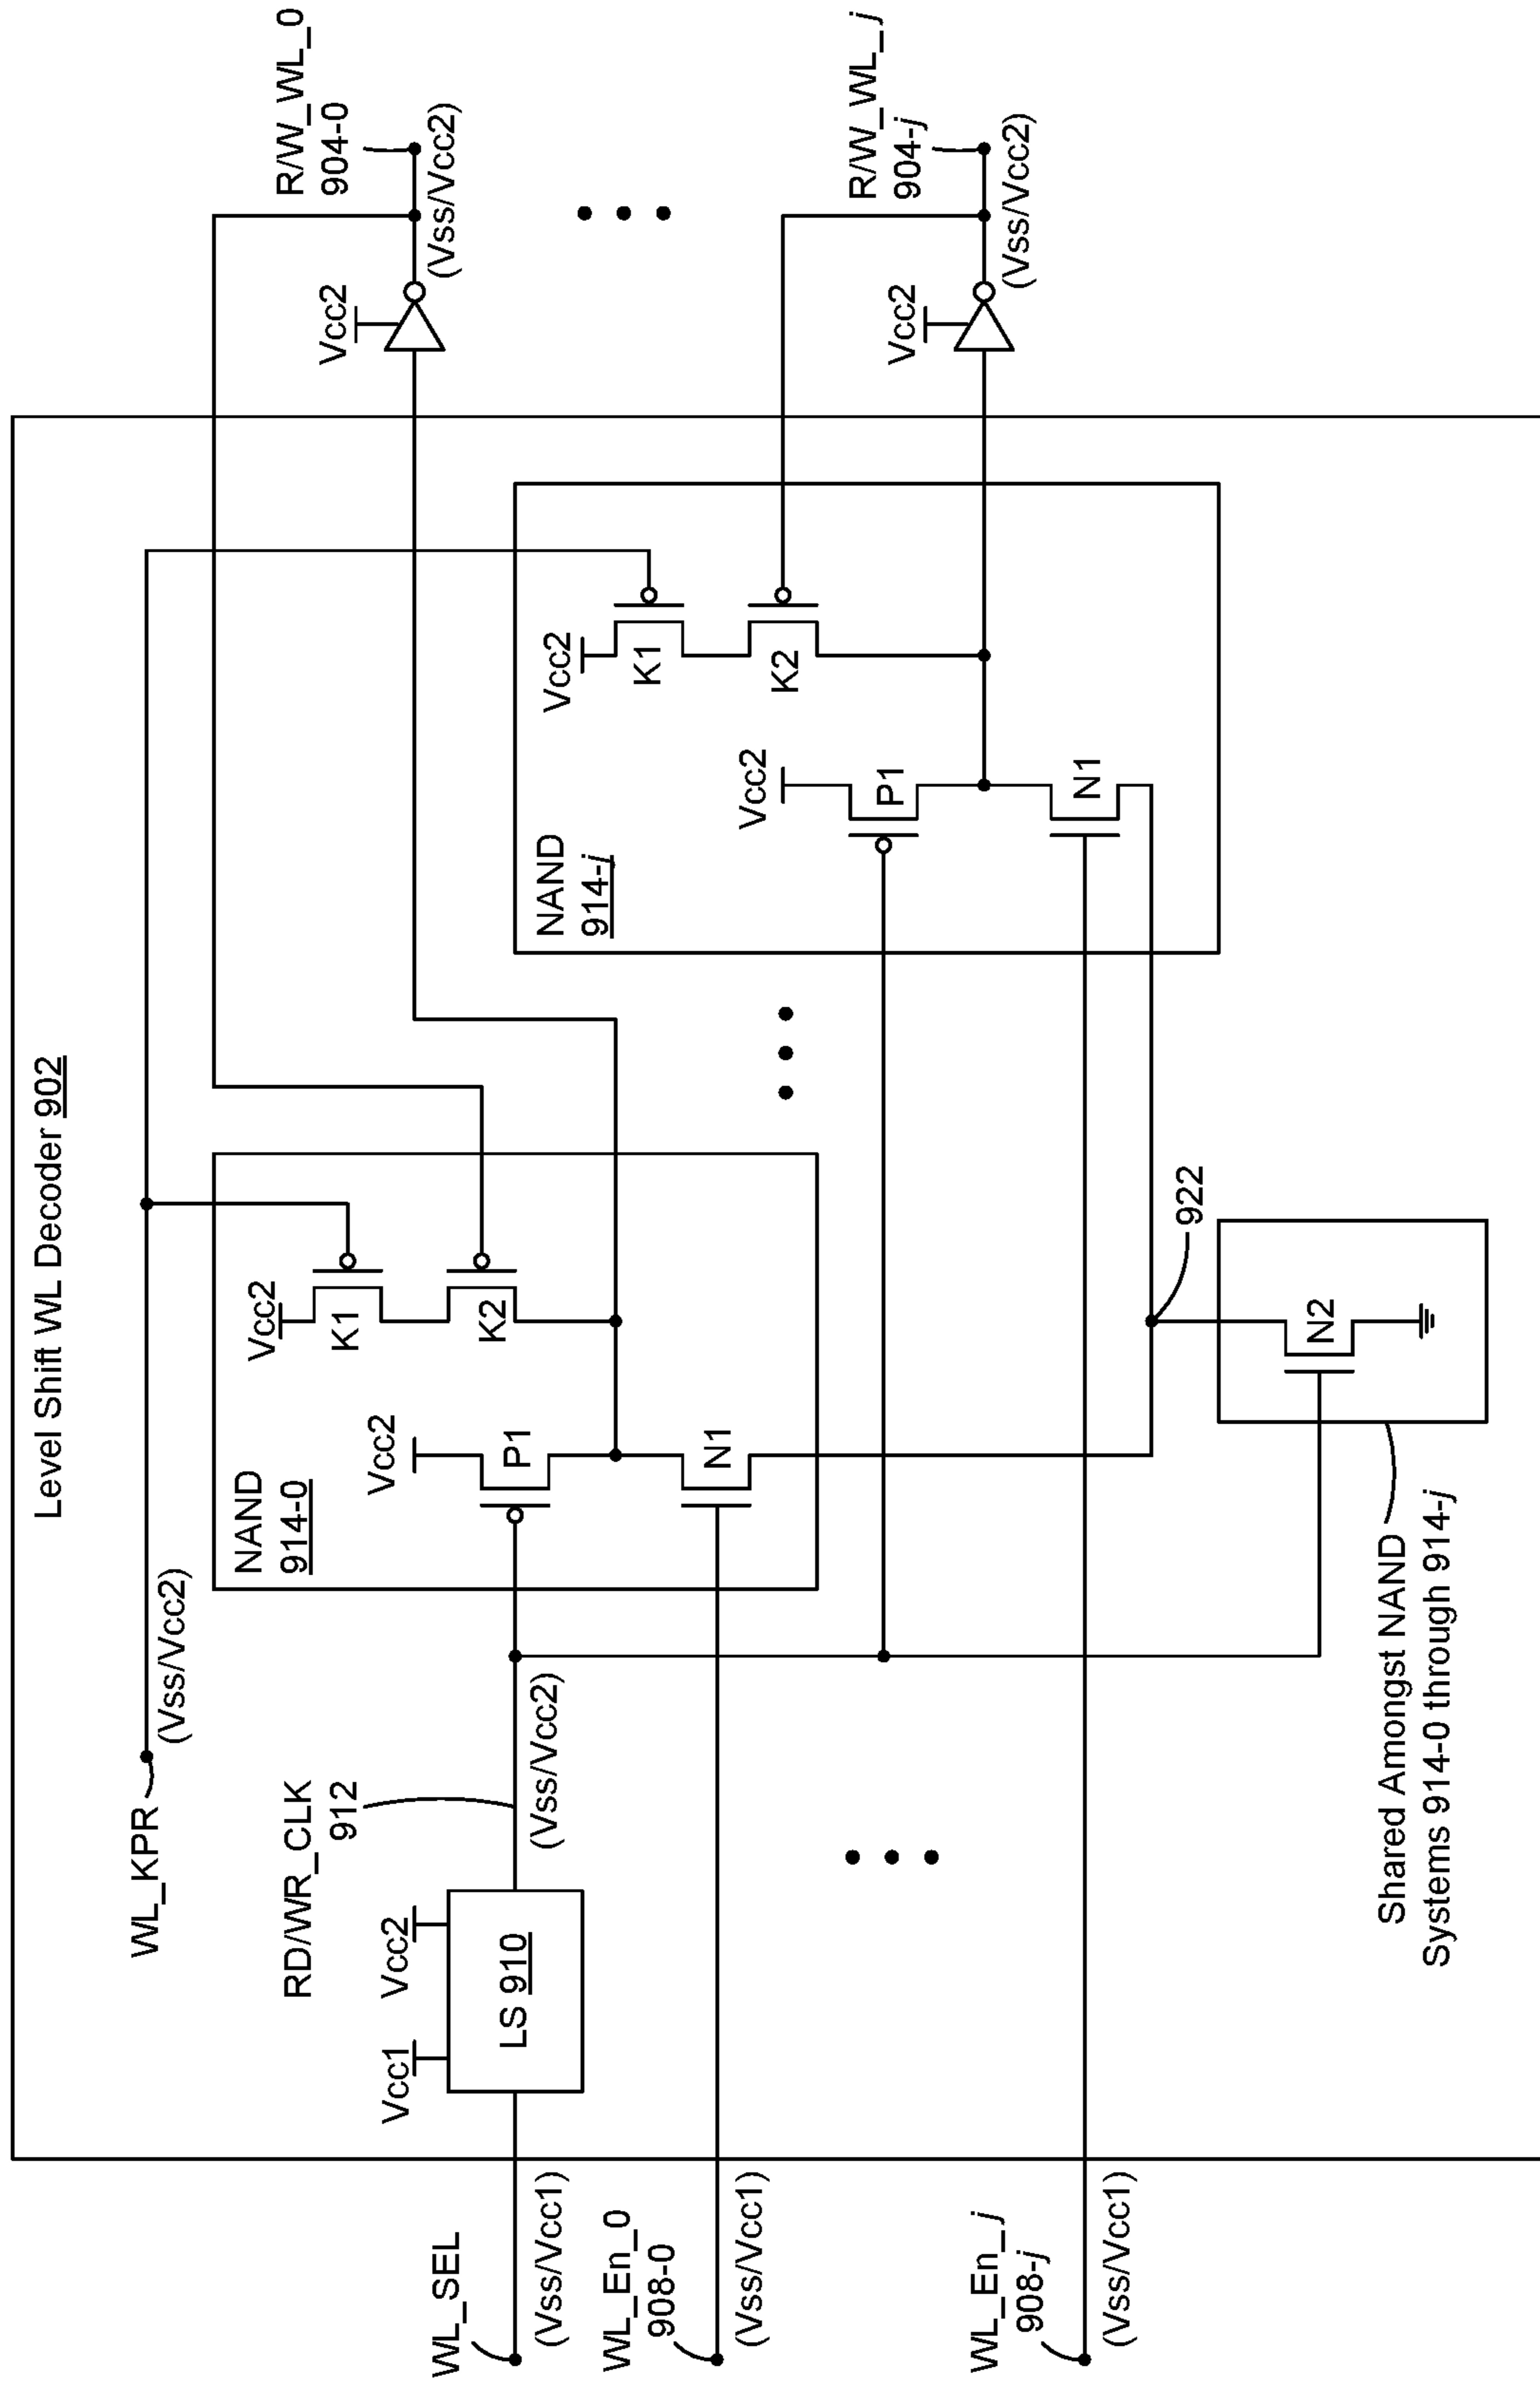 Level Shift WL Decoder 902
WL_KPR
(Vss/Vcc2)
R/W_WL_0
904-0
(Vss/Vcc2)
Vcc2
NAND
914-0
Vcc2
K1
K2
Vcc2
P1
N1
RD/WR_CLK
912
(Vss/Vcc2)
Vcc1
Vcc2
LS 910
WL_SEL
(Vss/Vcc1)
WL_En_0
908-0
(Vss/Vcc1)
WL_En_j
908-j
(Vss/Vcc1)
NAND
914-j
Vcc2
K1
K2
Vcc2
P1
N1
Vcc2
R/W_WL_j
904-j
(Vss/Vcc2)
922
N2
Shared Amongst NAND
Systems 914-0 through 914-j